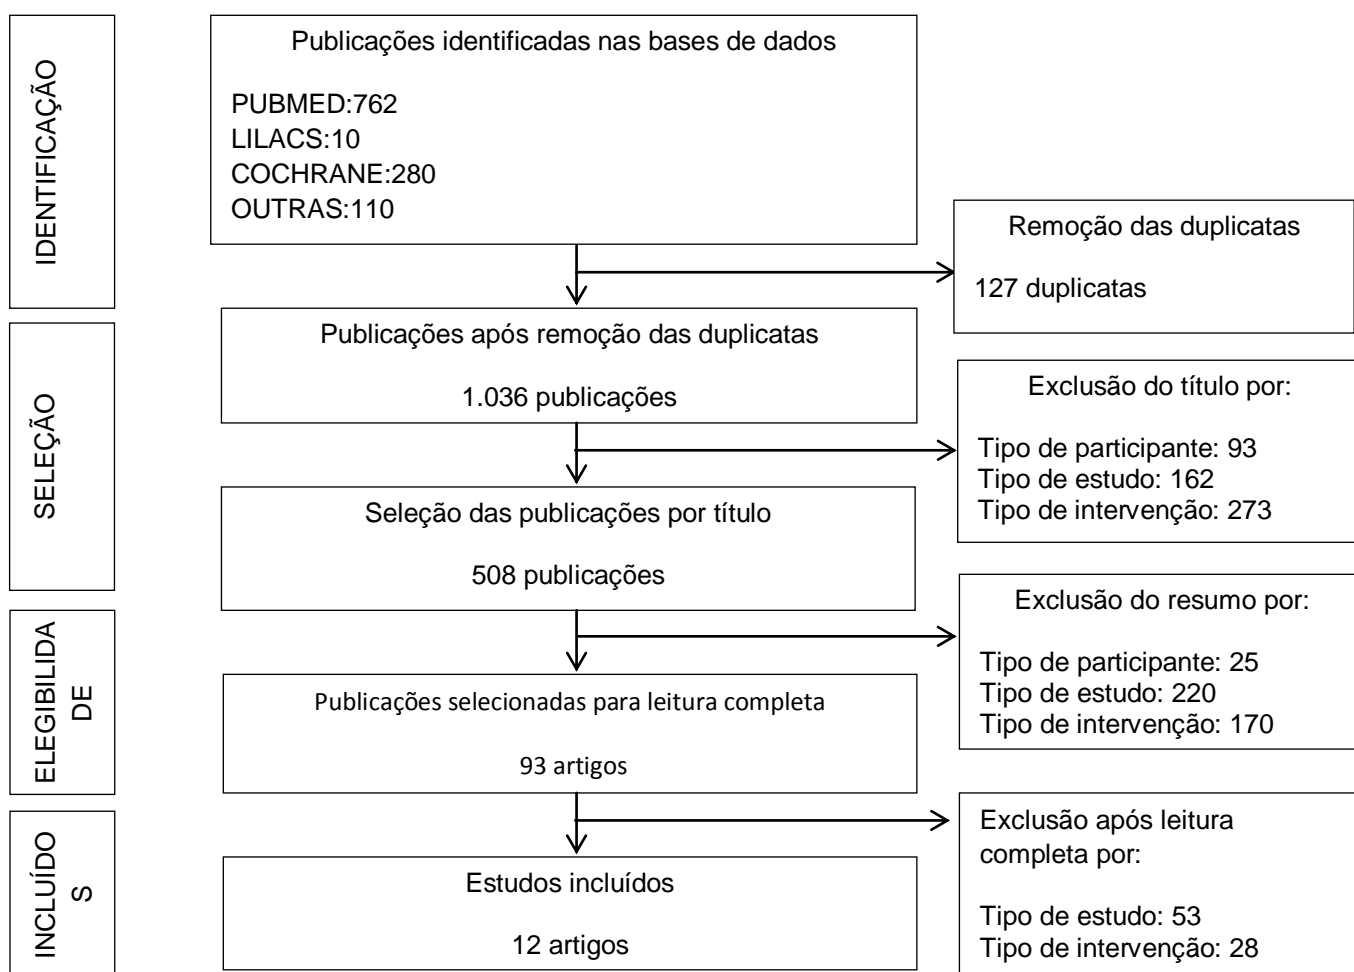 IDENTIFICAÇÃO
Publicações identificadas nas bases de dados
PUBMED:762
LILACS:10
COCHRANE:280
OUTRAS:110
Remoção das duplicatas
127 duplicatas
SELEÇÃO
Publicações após remoção das duplicatas
1.036 publicações
Exclusão do título por:
Tipo de participante: 93
Tipo de estudo: 162
Tipo de intervenção: 273
Seleção das publicações por título
508 publicações
ELEGIBILIDA
DE
Exclusão do resumo por:
Tipo de participante: 25
Tipo de estudo: 220
Tipo de intervenção: 170
Publicações selecionadas para leitura completa
93 artigos
INCLUÍDO
S
Exclusão após leitura
completa por:
Tipo de estudo: 53
Tipo de intervenção: 28
Estudos incluídos
12 artigos